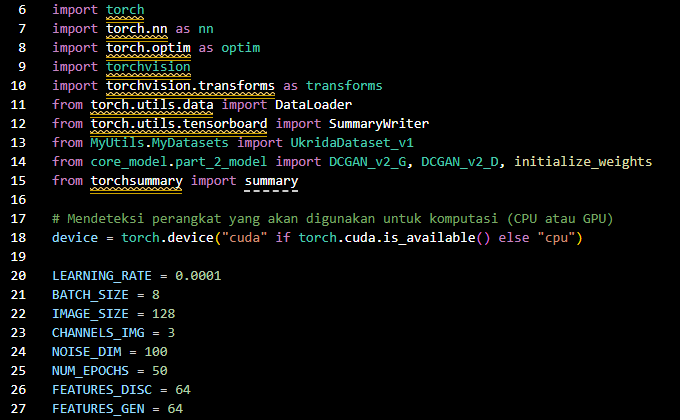 6 import torch
7 import torch.nn as nn
8 import torch.optim as optim
9 import torchvision
10 import torchvision.transforms as transforms
11 from torch.utils.data import DataLoader
12 from torch.utils.tensorboard import SummaryWriter
13 from MyUtils.MyDatasets import UkridaDataset_v1
14 from core_model.part_2_model import DCGAN_v2_G, DCGAN_v2_D, initialize_weights
15 from torchsummary import summary
16
17 # Mendeteksi perangkat yang akan digunakan untuk komputasi (CPU atau GPU)
18 device = torch.device("cuda" if torch.cuda.is_available() else "cpu")
19
20 LEARNING_RATE = 0.0001
21 BATCH_SIZE = 8
22 IMAGE_SIZE = 128
23 CHANNELS_IMG = 3
24 NOISE_DIM = 100
25 NUM_EPOCHS = 50
26 FEATURES_DISC = 64
27 FEATURES_GEN = 64